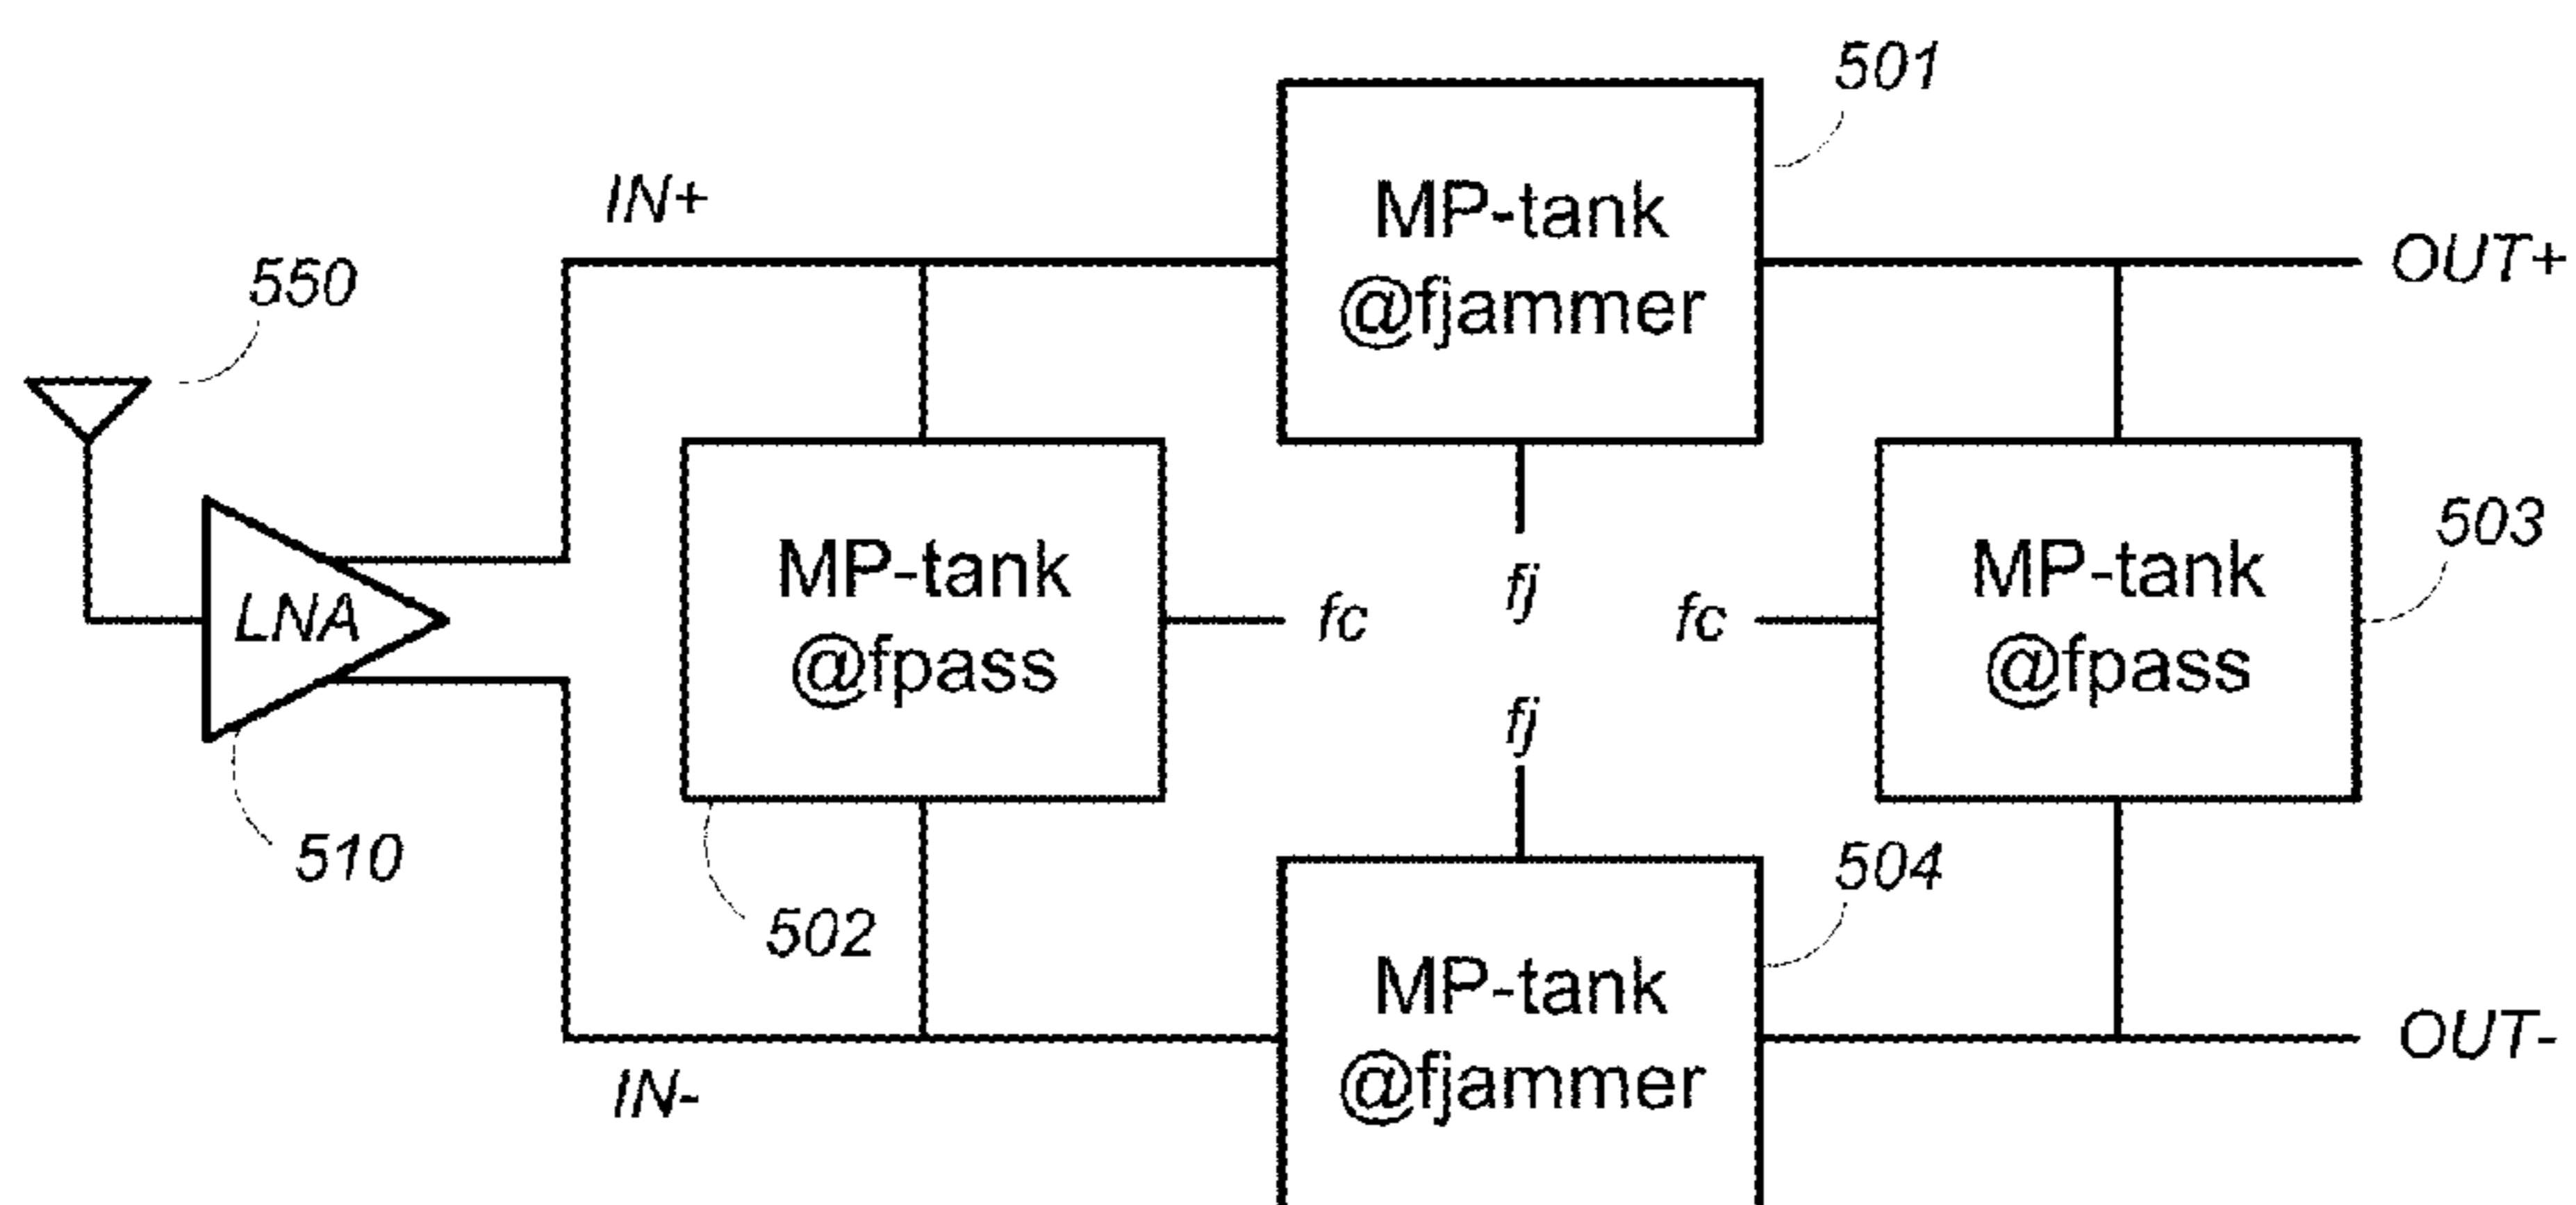 501
MP-tank
@fjammer
IN+
OUT+
550
LNA
510
MP-tank
@fpass
fc
502
fj
fj
fc
MP-tank
@fpass
503
504
MP-tank
@fjammer
IN-
OUT-